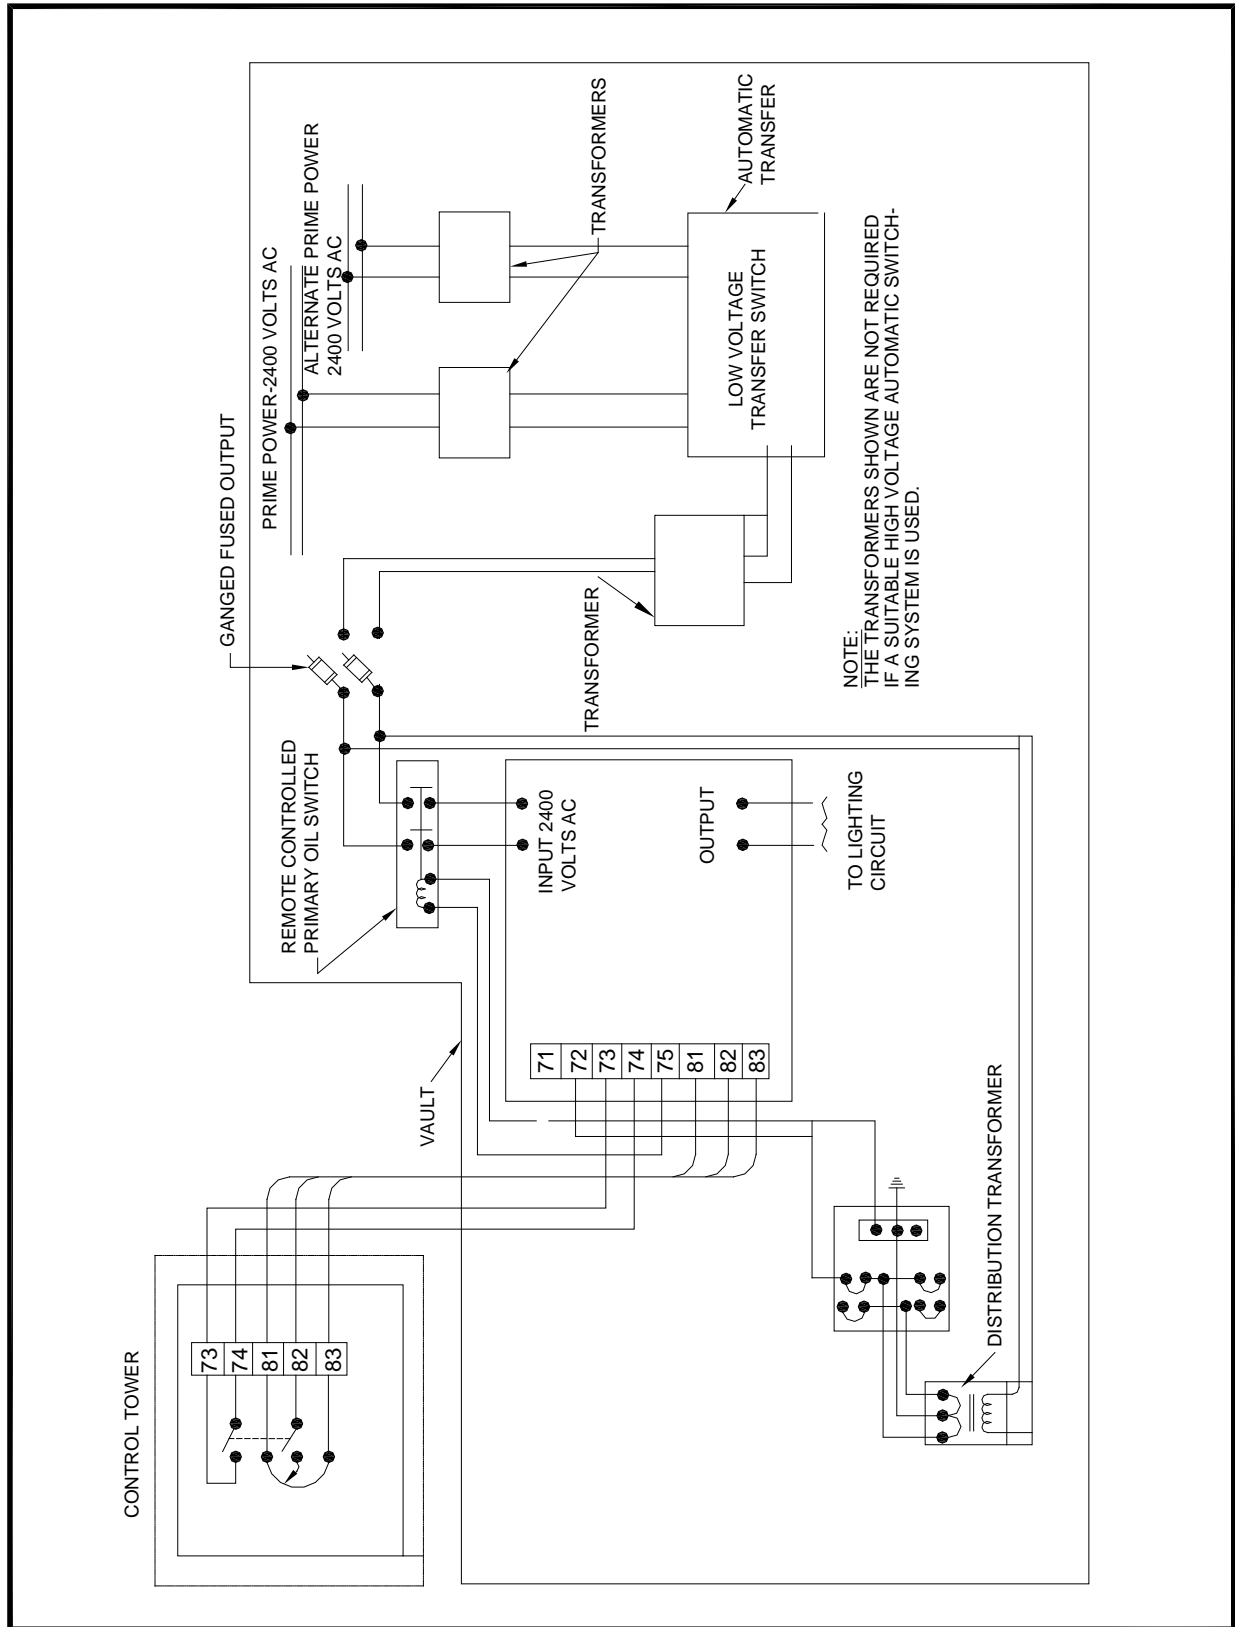 CONTROL TOWER
73
74
81
82
83
VAULT
REMOTE CONTROLLED
PRIMARY OIL SWITCH
GANGED FUSED OUTPUT
PRIME POWER-2400 VOLTS AC
ALTERNATE PRIME POWER
2400 VOLTS AC
TRANSFORMERS
AUTOMATIC
TRANSFER
LOW VOLTAGE
TRANSFER SWITCH
TRANSFORMER
INPUT 2400
VOLTS AC
OUTPUT
TO LIGHTING
CIRCUIT
71
72
73
74
75
81
82
83
DISTRIBUTION TRANSFORMER
NOTE:
THE TRANSFORMERS SHOWN ARE NOT REQUIRED
IF A SUITABLE HIGH VOLTAGE AUTOMATIC SWITCH-
ING SYSTEM IS USED.